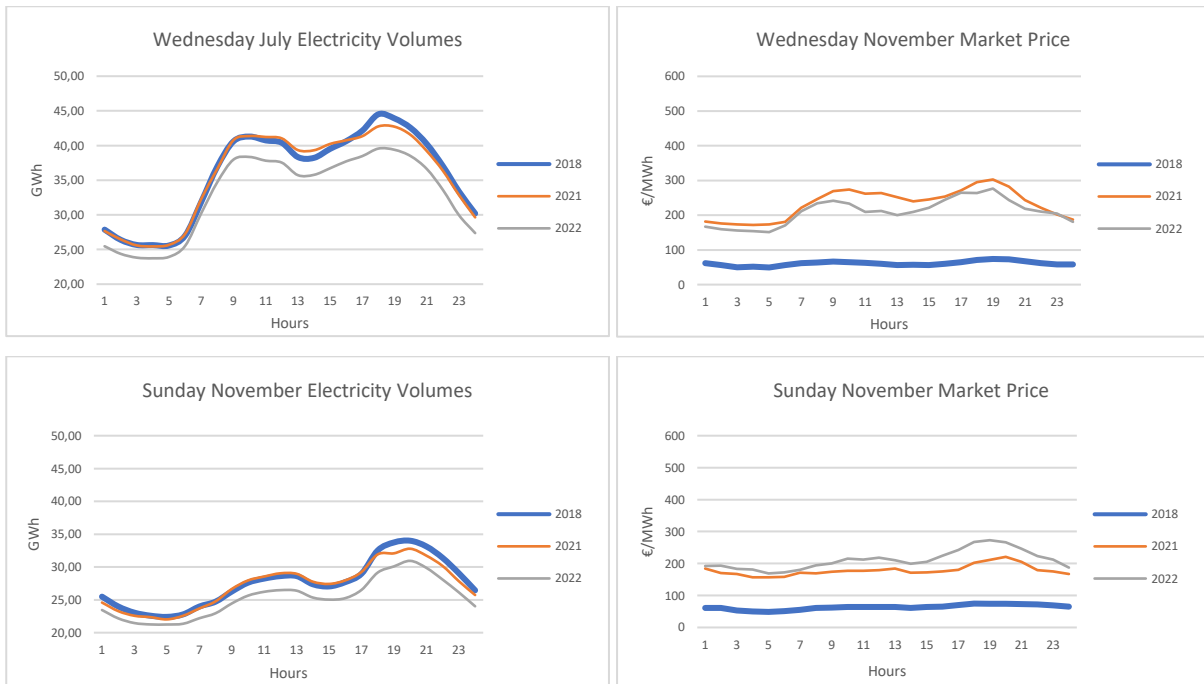 Wednesday July Electricity Volumes
50,00
45,00
40,00
35,00
30,00
25,00
20,00
GWh
1 3 5 7 9 11 13 15 17 19 21 23
Hours
2018
2021
2022
Wednesday November Market Price
600
500
400
300
200
100
0
€/MWh
1 3 5 7 9 11 13 15 17 19 21 23
Hours
2018
2021
2022
Sunday November Electricity Volumes
50,00
45,00
40,00
35,00
30,00
25,00
20,00
GWh
1 3 5 7 9 11 13 15 17 19 21 23
Hours
2018
2021
2022
Sunday November Market Price
600
500
400
300
200
100
0
€/MWh
1 3 5 7 9 11 13 15 17 19 21 23
Hours
2018
2021
2022